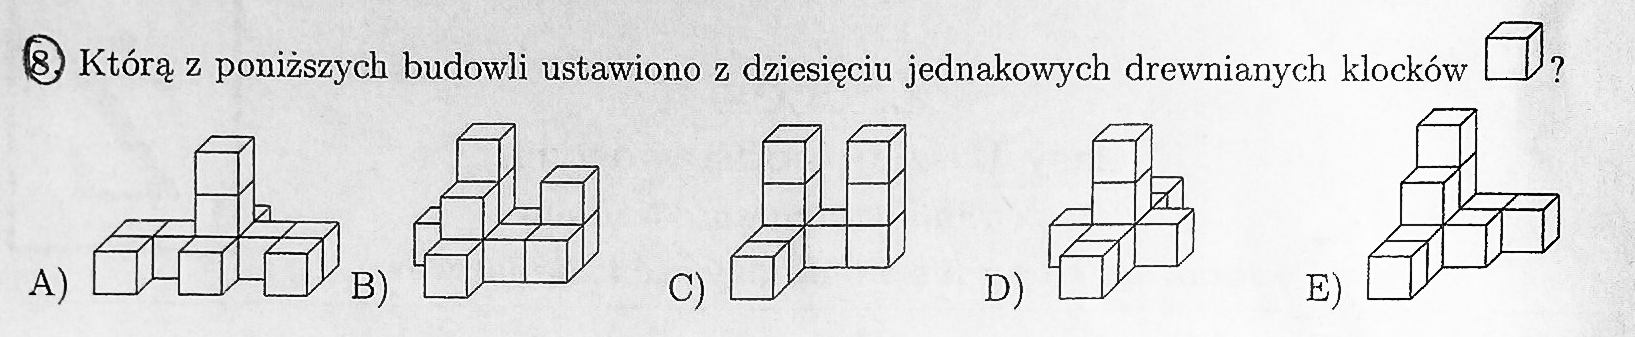 8. Którą z poniższych budowli ustawiono z dziesięciu jednakowych drewnianych klocków ?
A) B) C) D) E)